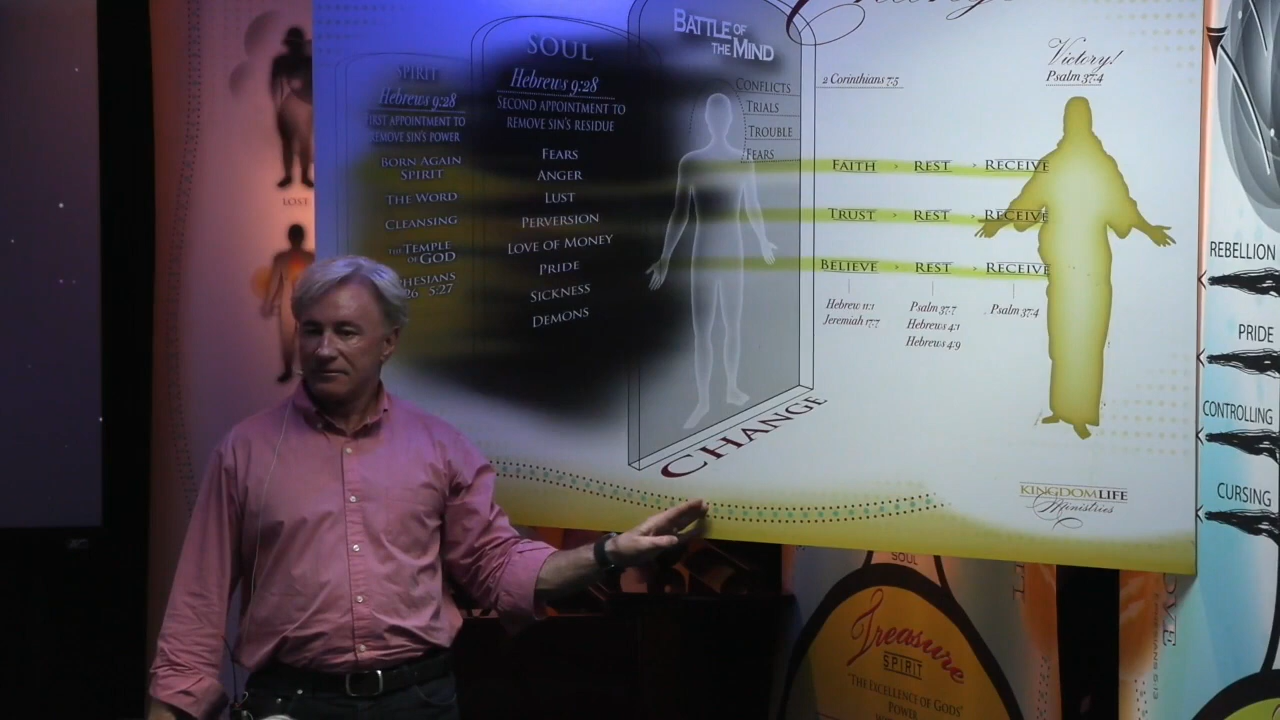 LOST
SPIRIT
Hebrews 9:28
FIRST APPOINTMENT TO
REMOVE SIN'S POWER
BORN AGAIN
SPIRIT
THE WORD
CLEANSING
THE TEMPLE
OF GOD
5:27
SOUL
Hebrews 9:28
SECOND APPOINTMENT TO
REMOVE SIN'S RESIDUE
FEARS
ANGER
LUST
PERVERSION
LOVE OF MONEY
PRIDE
SICKNESS
DEMONS
BATTLE OF
THE MIND
CONFLICTS
TRIALS
TROUBLE
FEARS
CHANGE
2 Corinthians 7:5
FAITH > REST > RECEIVE
TRUST > REST > RECEIVE
BELIEVE > REST > RECEIVE
Hebrew 11:1
Jeremiah 17:7
Psalm 37:7
Hebrews 4:1
Hebrews 4:9
Psalm 37:4
Victory!
Psalm 37:4
KINGDOMLIFE
Ministries
REBELLION
PRIDE
CONTROLLING
CURSING
SOUL
Treasure
SPIRIT
"THE EXCELLENCE OF GODS'
POWER